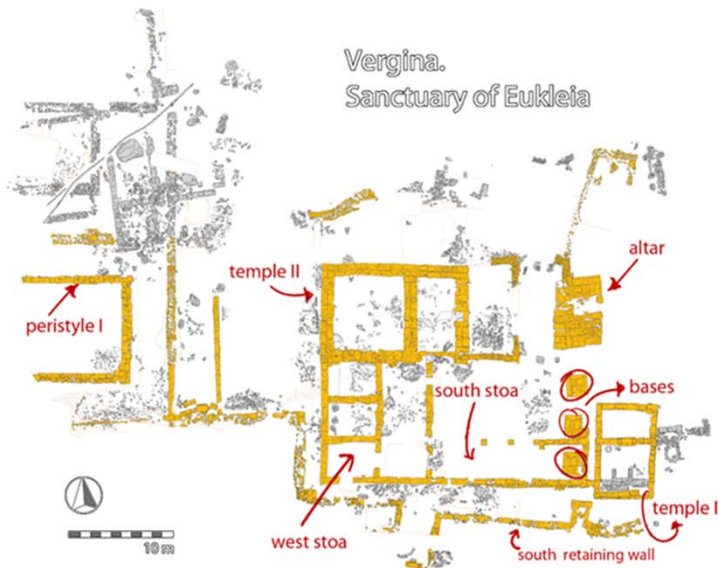 Vergina.
Sanctuary of Eukleia
altar
temple II
peristyle I
bases
south stoa
temple I
west stoa
south retaining wall
10 m